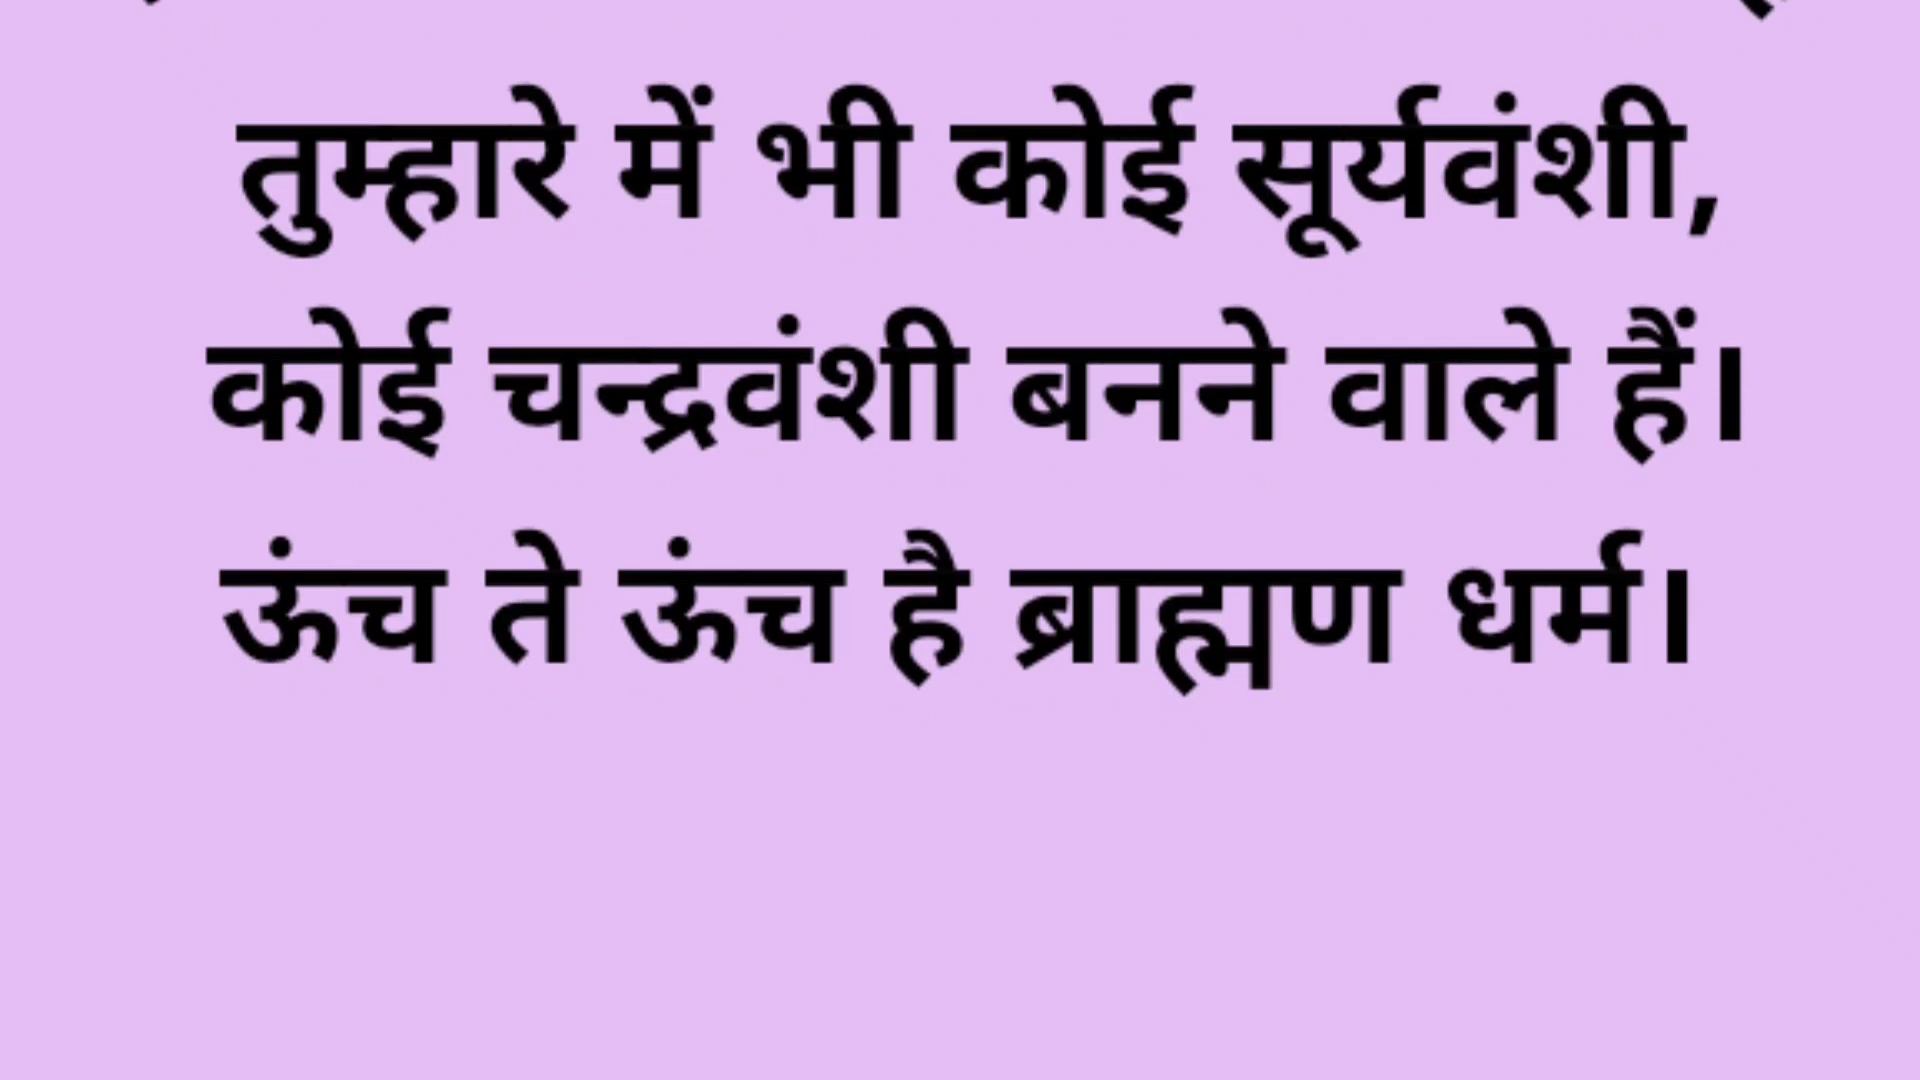 तुम्हारे में भी कोई सूर्यवंशी,
कोई चन्द्रवंशी बनने वाले हैं।
ऊंच ते ऊंच है ब्राह्मण धर्म।